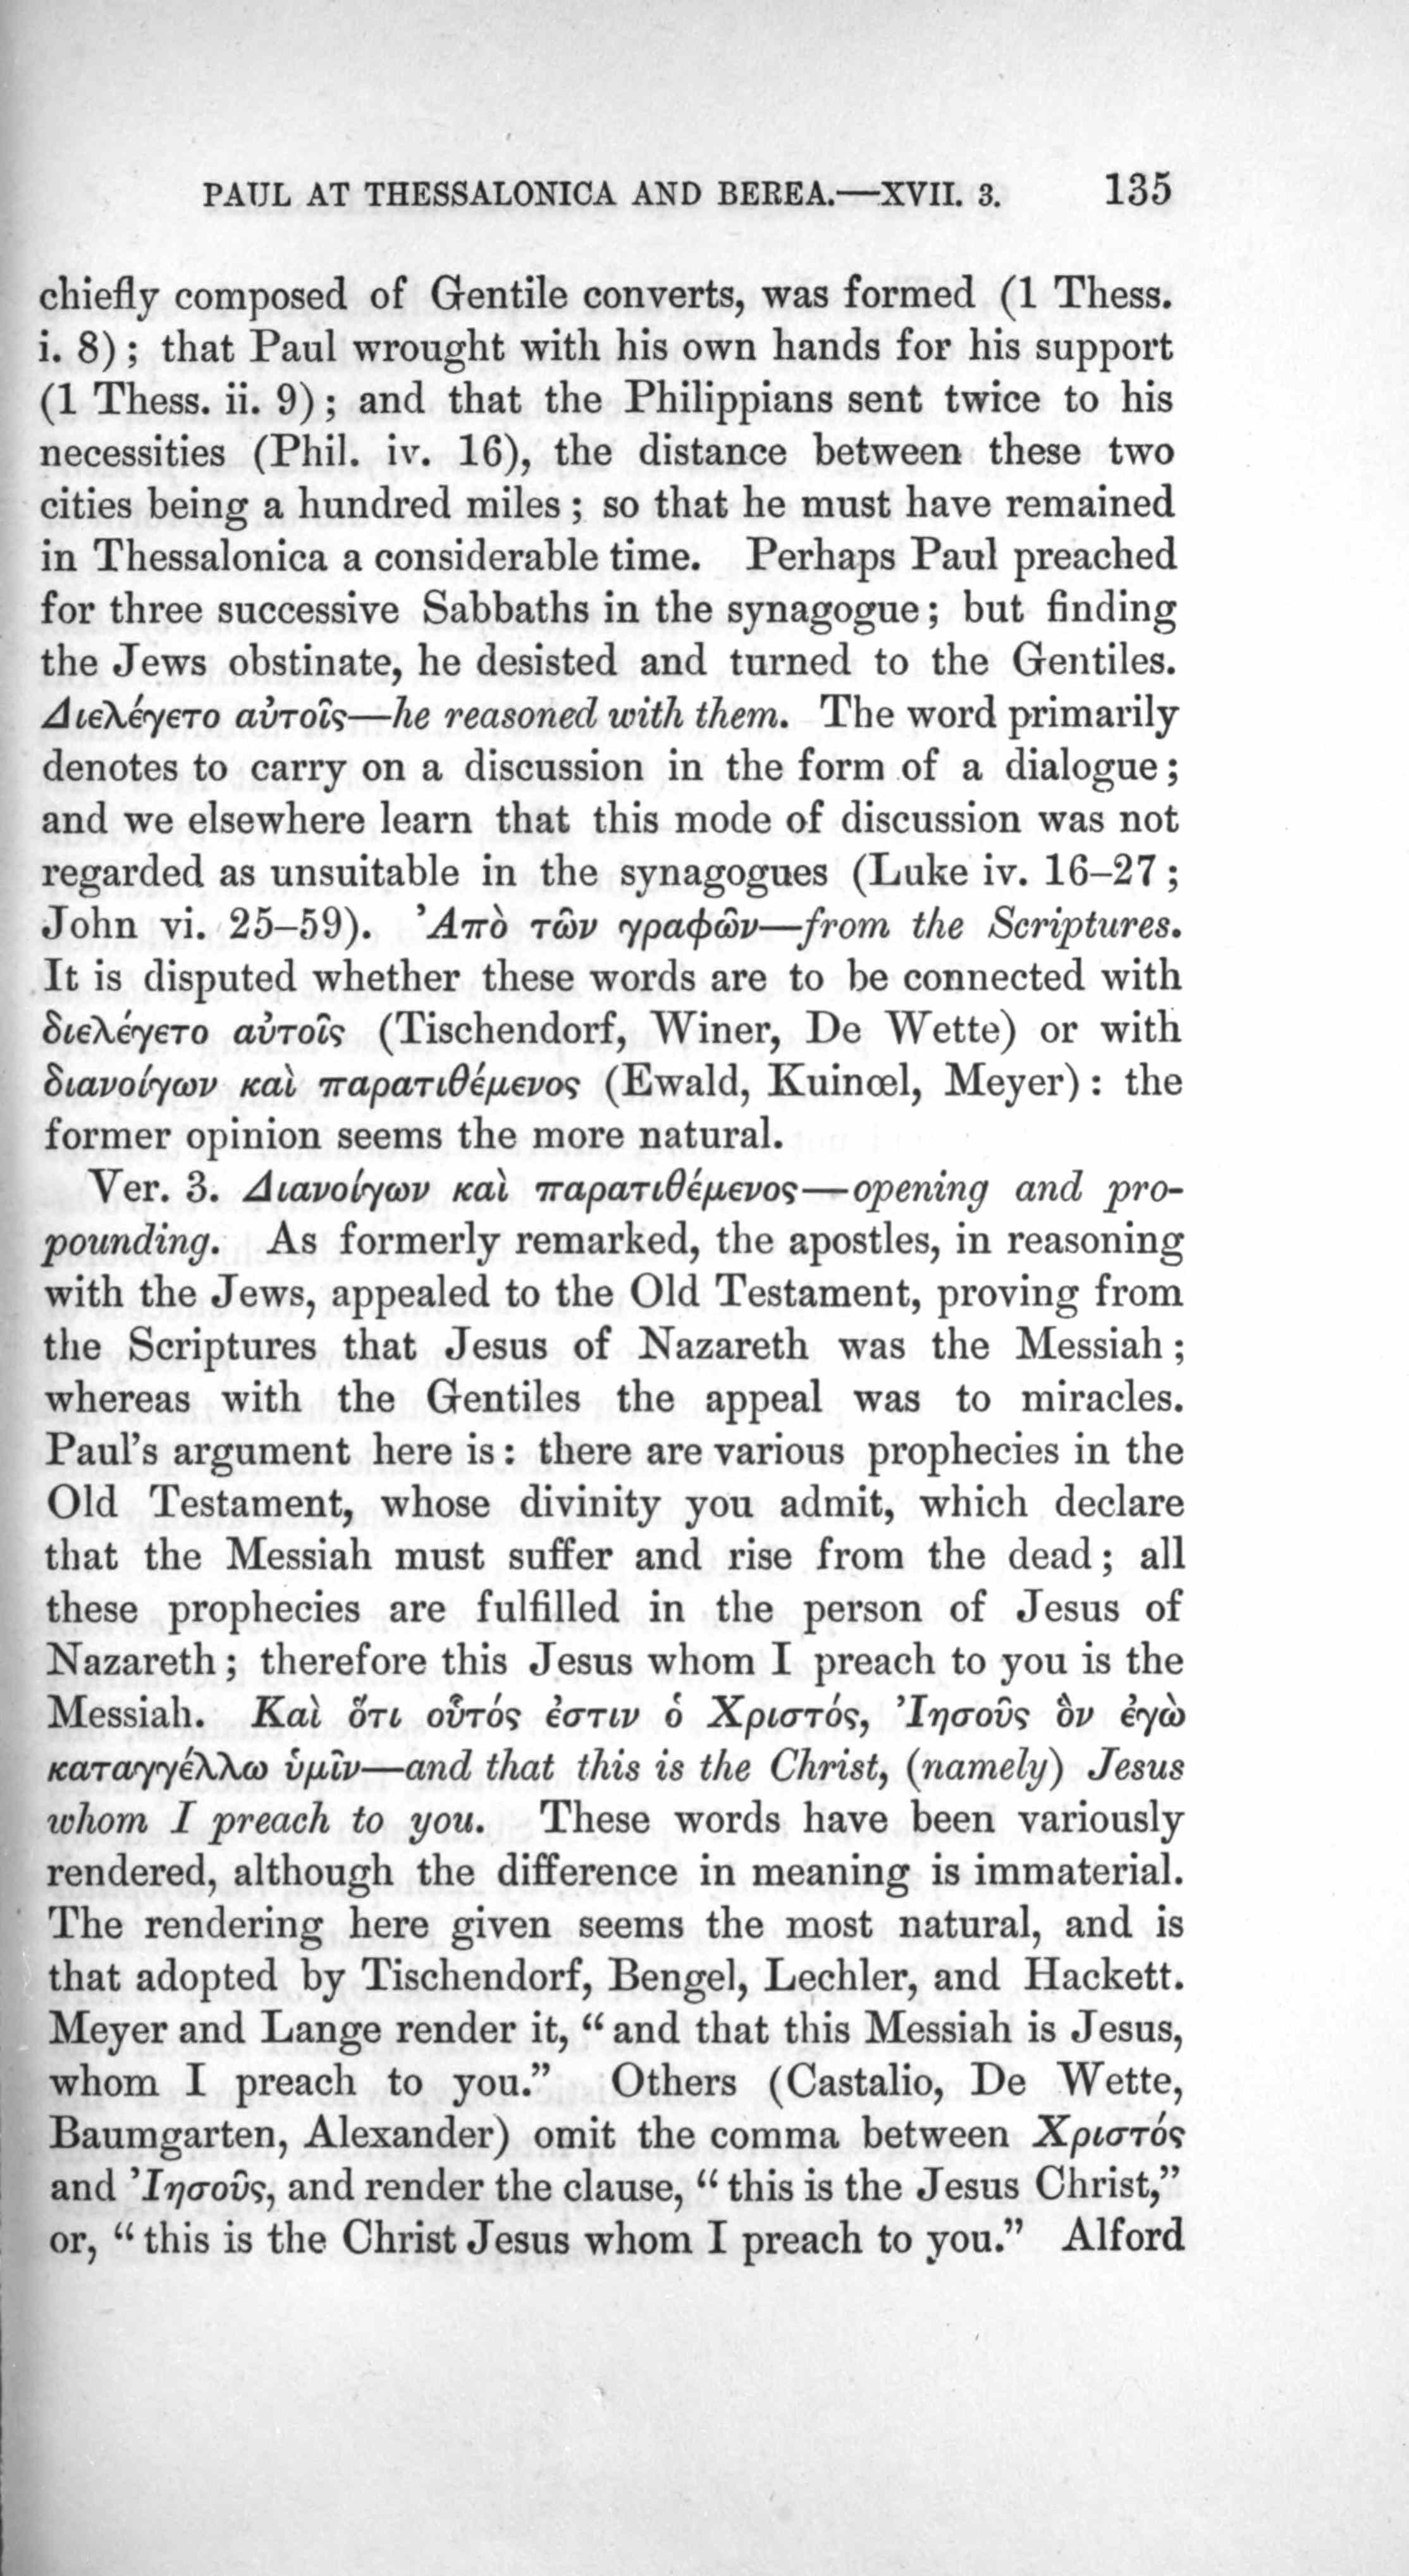 PAUL AT THESSALONICA AND BEREA.—XVII. 3. 135
chiefly composed of Gentile converts, was formed (1 Thess.
i. 8); that Paul wrought with his own hands for his support
(1 Thess. ii. 9); and that the Philippians sent twice to his
necessities (Phil. iv. 16), the distance between these two
cities being a hundred miles; so that he must have remained
in Thessalonica a considerable time. Perhaps Paul preached
for three successive Sabbaths in the synagogue; but finding
the Jews obstinate, he desisted and turned to the Gentiles.
Διελέγετο αὐτοῖς—he reasoned with them. The word primarily
denotes to carry on a discussion in the form of a dialogue;
and we elsewhere learn that this mode of discussion was not
regarded as unsuitable in the synagogues (Luke iv. 16–27;
John vi. 25–59). Ἀπὸ τῶν γραφῶν—from the Scriptures.
It is disputed whether these words are to be connected with
διελέγετο αὐτοῖς (Tischendorf, Winer, De Wette) or with
διανοίγων καὶ παρατιθέμενος (Ewald, Kuinœl, Meyer): the
former opinion seems the more natural.
Ver. 3. Διανοίγων καὶ παρατιθέμενος—opening and pro-
pounding. As formerly remarked, the apostles, in reasoning
with the Jews, appealed to the Old Testament, proving from
the Scriptures that Jesus of Nazareth was the Messiah;
whereas with the Gentiles the appeal was to miracles.
Paul's argument here is: there are various prophecies in the
Old Testament, whose divinity you admit, which declare
that the Messiah must suffer and rise from the dead; all
these prophecies are fulfilled in the person of Jesus of
Nazareth; therefore this Jesus whom I preach to you is the
Messiah. Καὶ ὅτι οὗτός ἐστιν ὁ Χριστός, Ἰησοῦς ὃν ἐγὼ
καταγγέλλω ὑμῖν—and that this is the Christ, (namely) Jesus
whom I preach to you. These words have been variously
rendered, although the difference in meaning is immaterial.
The rendering here given seems the most natural, and is
that adopted by Tischendorf, Bengel, Lechler, and Hackett.
Meyer and Lange render it, “and that this Messiah is Jesus,
whom I preach to you.” Others (Castalio, De Wette,
Baumgarten, Alexander) omit the comma between Χριστός
and Ἰησοῦς, and render the clause, “this is the Jesus Christ,”
or, “this is the Christ Jesus whom I preach to you.” Alford